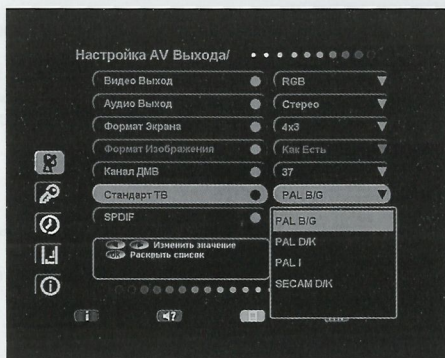 Настройка AV Выхода/
Видео Выход RGB
Аудио Выход Стерео
Формат Экрана 4x3
Формат Изображения Как Есть
Канал ДМВ 37
Стандарт ТВ PAL B/G
SPDIF
PAL B/G
PAL D/K
PAL I
SECAM D/K
Изменить значение
OK Раскрыть список
i ?